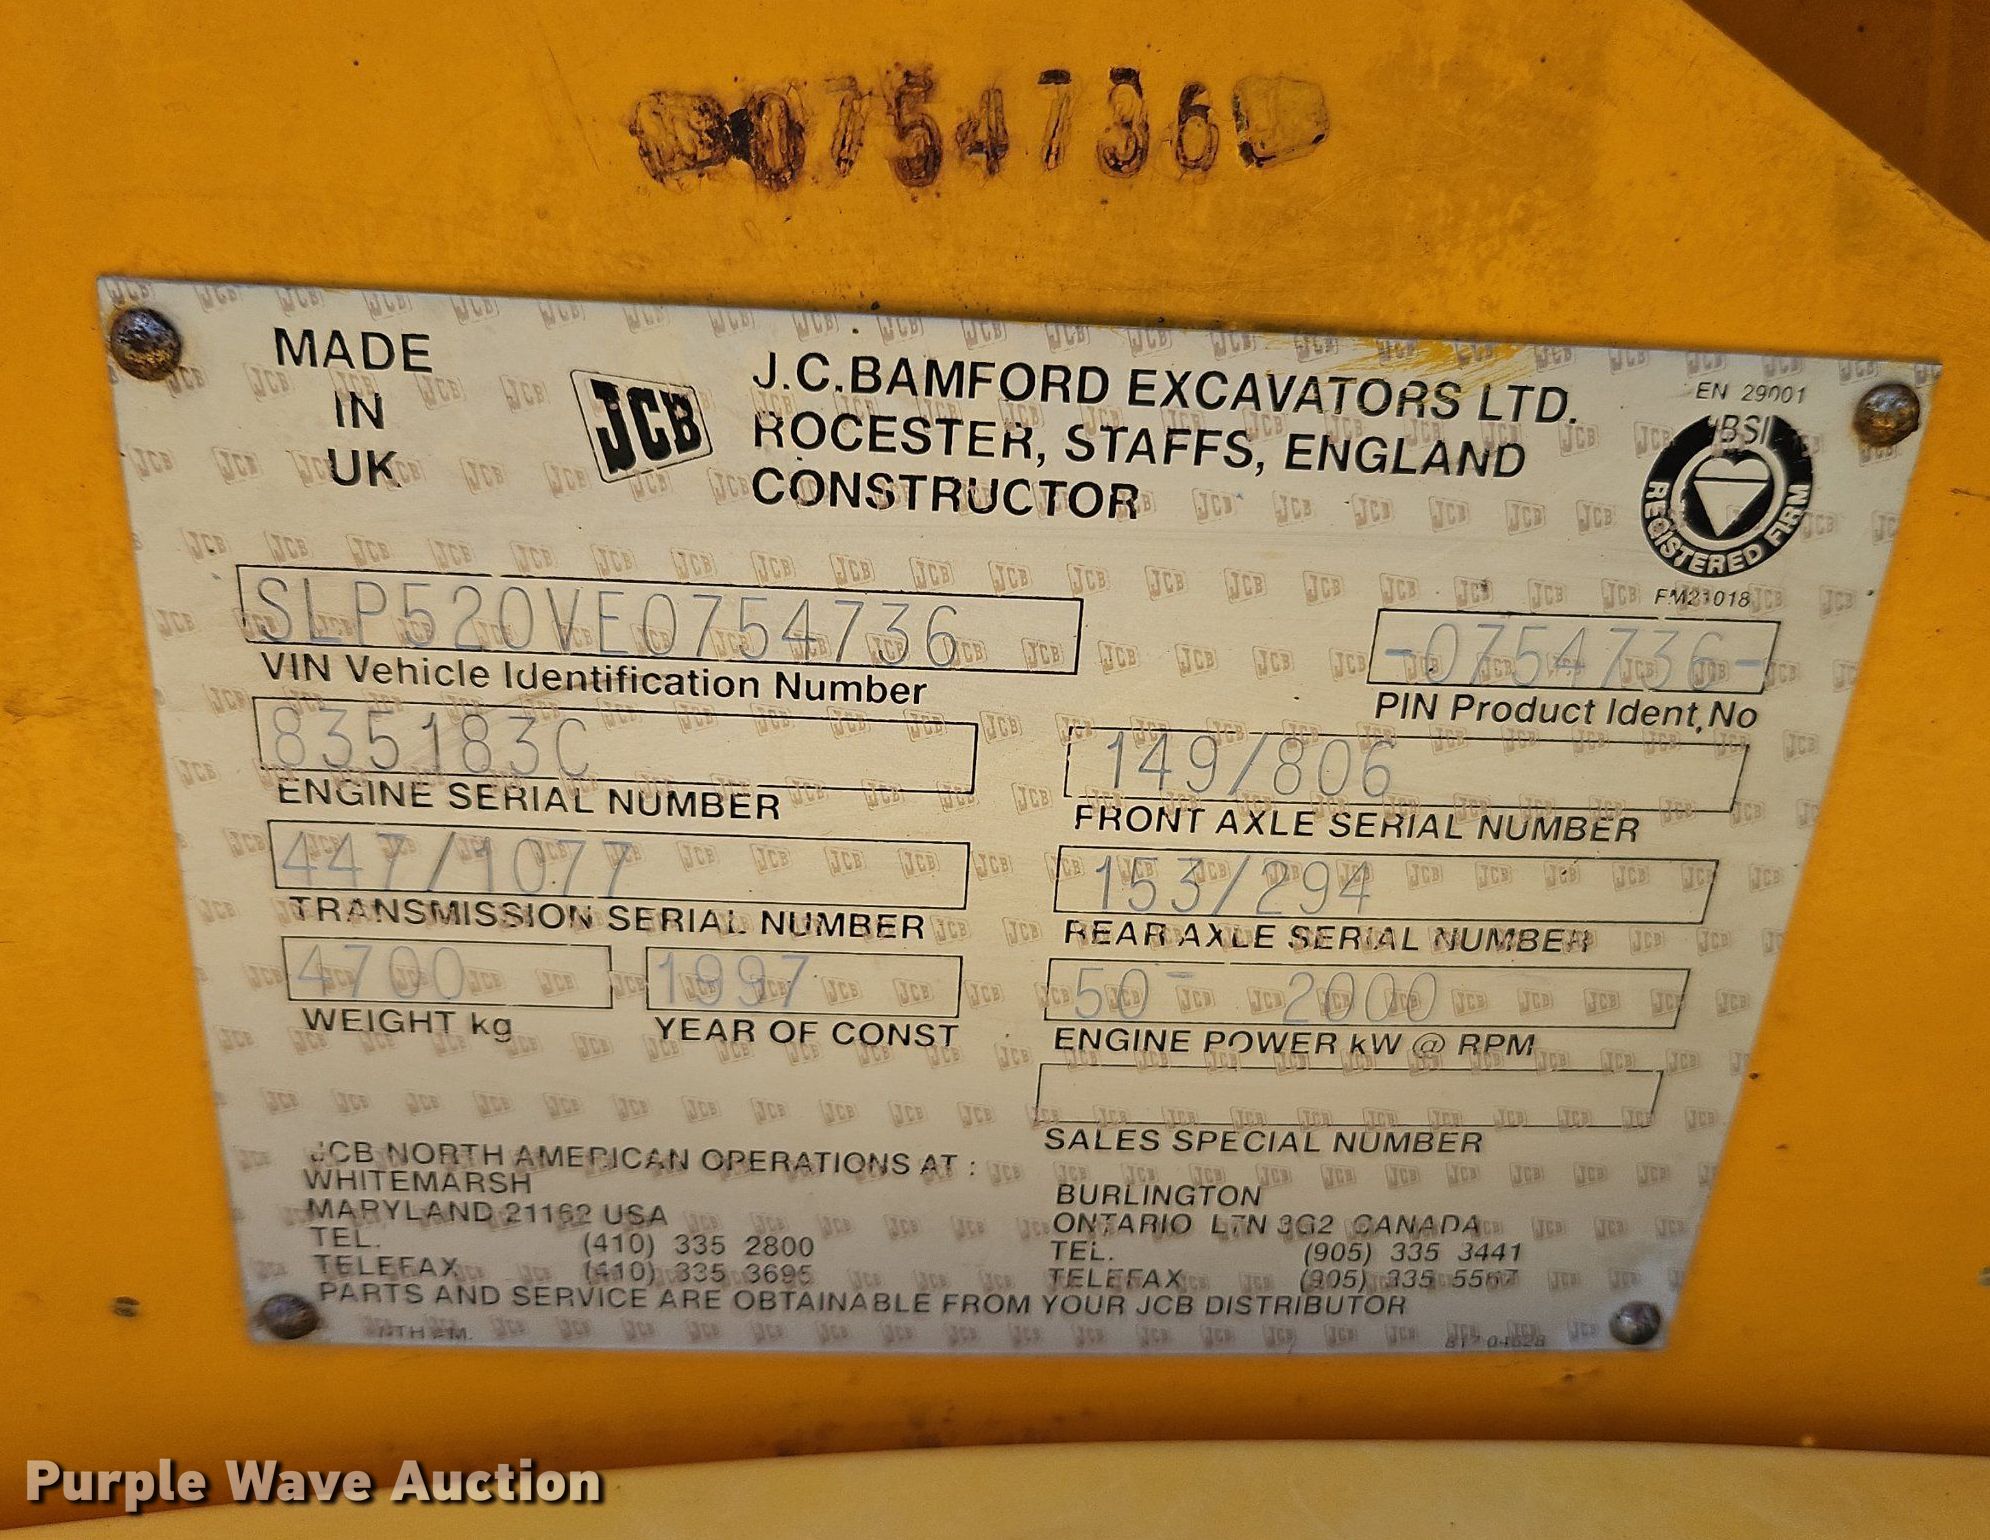 0754736
MADE
IN
UK
JCB
J.C.BAMFORD EXCAVATORS LTD.
ROCESTER, STAFFS, ENGLAND
CONSTRUCTOR
EN 29001
BSI
REGISTERED FIRM
FM21018
SLP520VE0754736
VIN Vehicle Identification Number
-0754736-
PIN Product Ident, No
835183C
ENGINE SERIAL NUMBER
149/806
FRONT AXLE SERIAL NUMBER
447/1077
TRANSMISSION SERIAL NUMBER
153/294
REAR AXLE SERIAL NUMBER
4700
WEIGHT kg
1997
YEAR OF CONST
50- 2000
ENGINE POWER kW @ RPM
SALES SPECIAL NUMBER
JCB NORTH AMERICAN OPERATIONS AT :
WHITEMARSH
MARYLAND 21162 USA
TEL. (410) 335 2800
TELEFAX (410) 335 3695
BURLINGTON
ONTARIO L7N 3G2 CANADA
TEL. (905) 335 3441
TELEFAX (905) 335 5567
PARTS AND SERVICE ARE OBTAINABLE FROM YOUR JCB DISTRIBUTOR
Purple Wave Auction